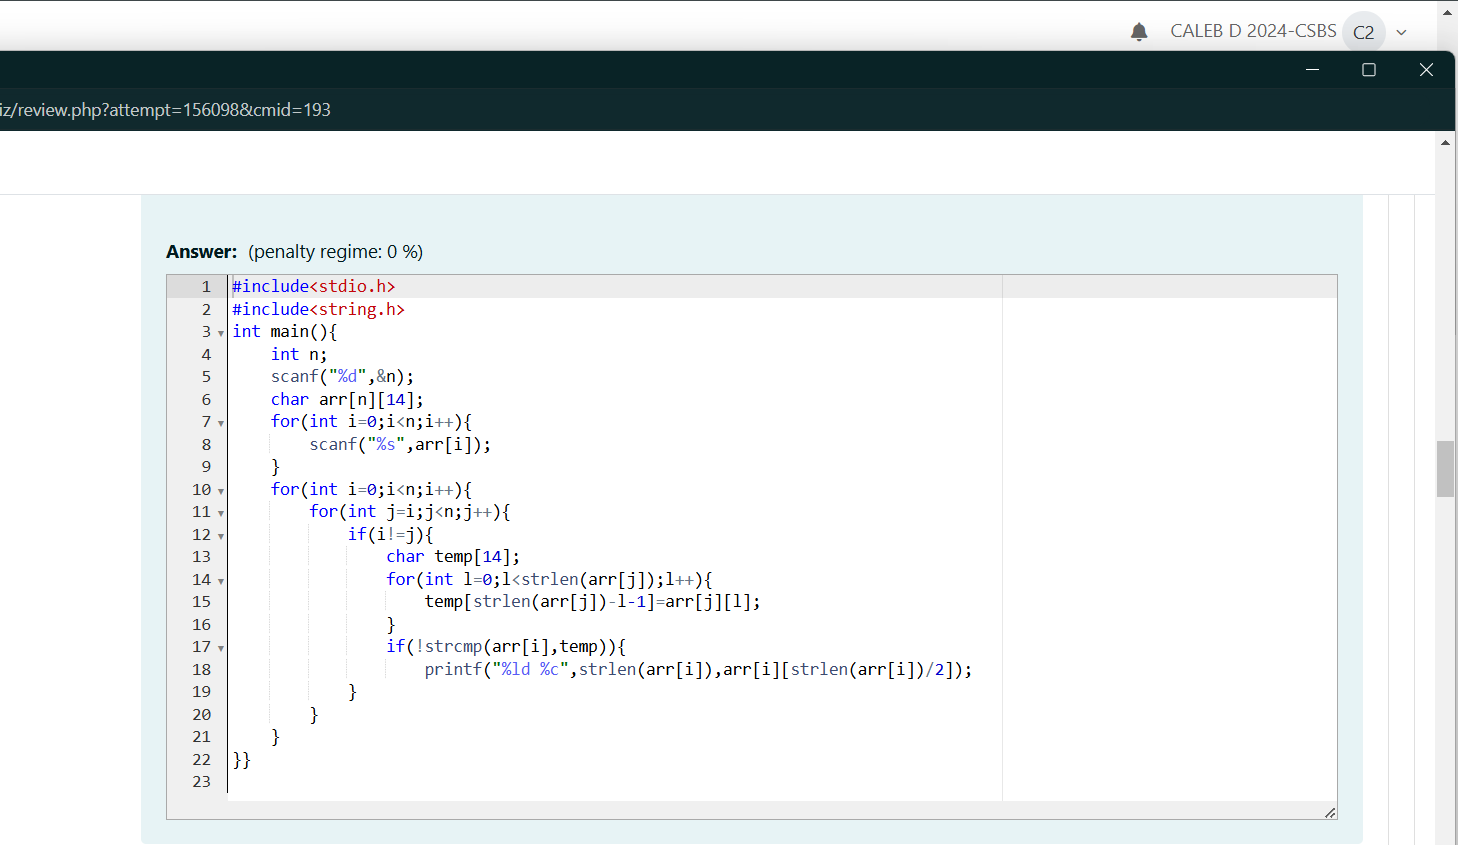 CALEB D 2024-CSBS C2
iz/review.php?attempt=156098&cmid=193
Answer: (penalty regime: 0 %)
1 #include<stdio.h>
2 #include<string.h>
3 int main(){
4     int n;
5     scanf("%d",&n);
6     char arr[n][14];
7     for(int i=0;i<n;i++){
8         scanf("%s",arr[i]);
9     }
10     for(int i=0;i<n;i++){
11         for(int j=i;j<n;j++){
12             if(i!=j){
13                 char temp[14];
14                 for(int l=0;l<strlen(arr[j]);l++){
15                     temp[strlen(arr[j])-l-1]=arr[j][l];
16                 }
17                 if(!strcmp(arr[i],temp)){
18                     printf("%ld %c",strlen(arr[i]),arr[i][strlen(arr[i])/2]);
19             }
20         }
21     }
22 }}
23